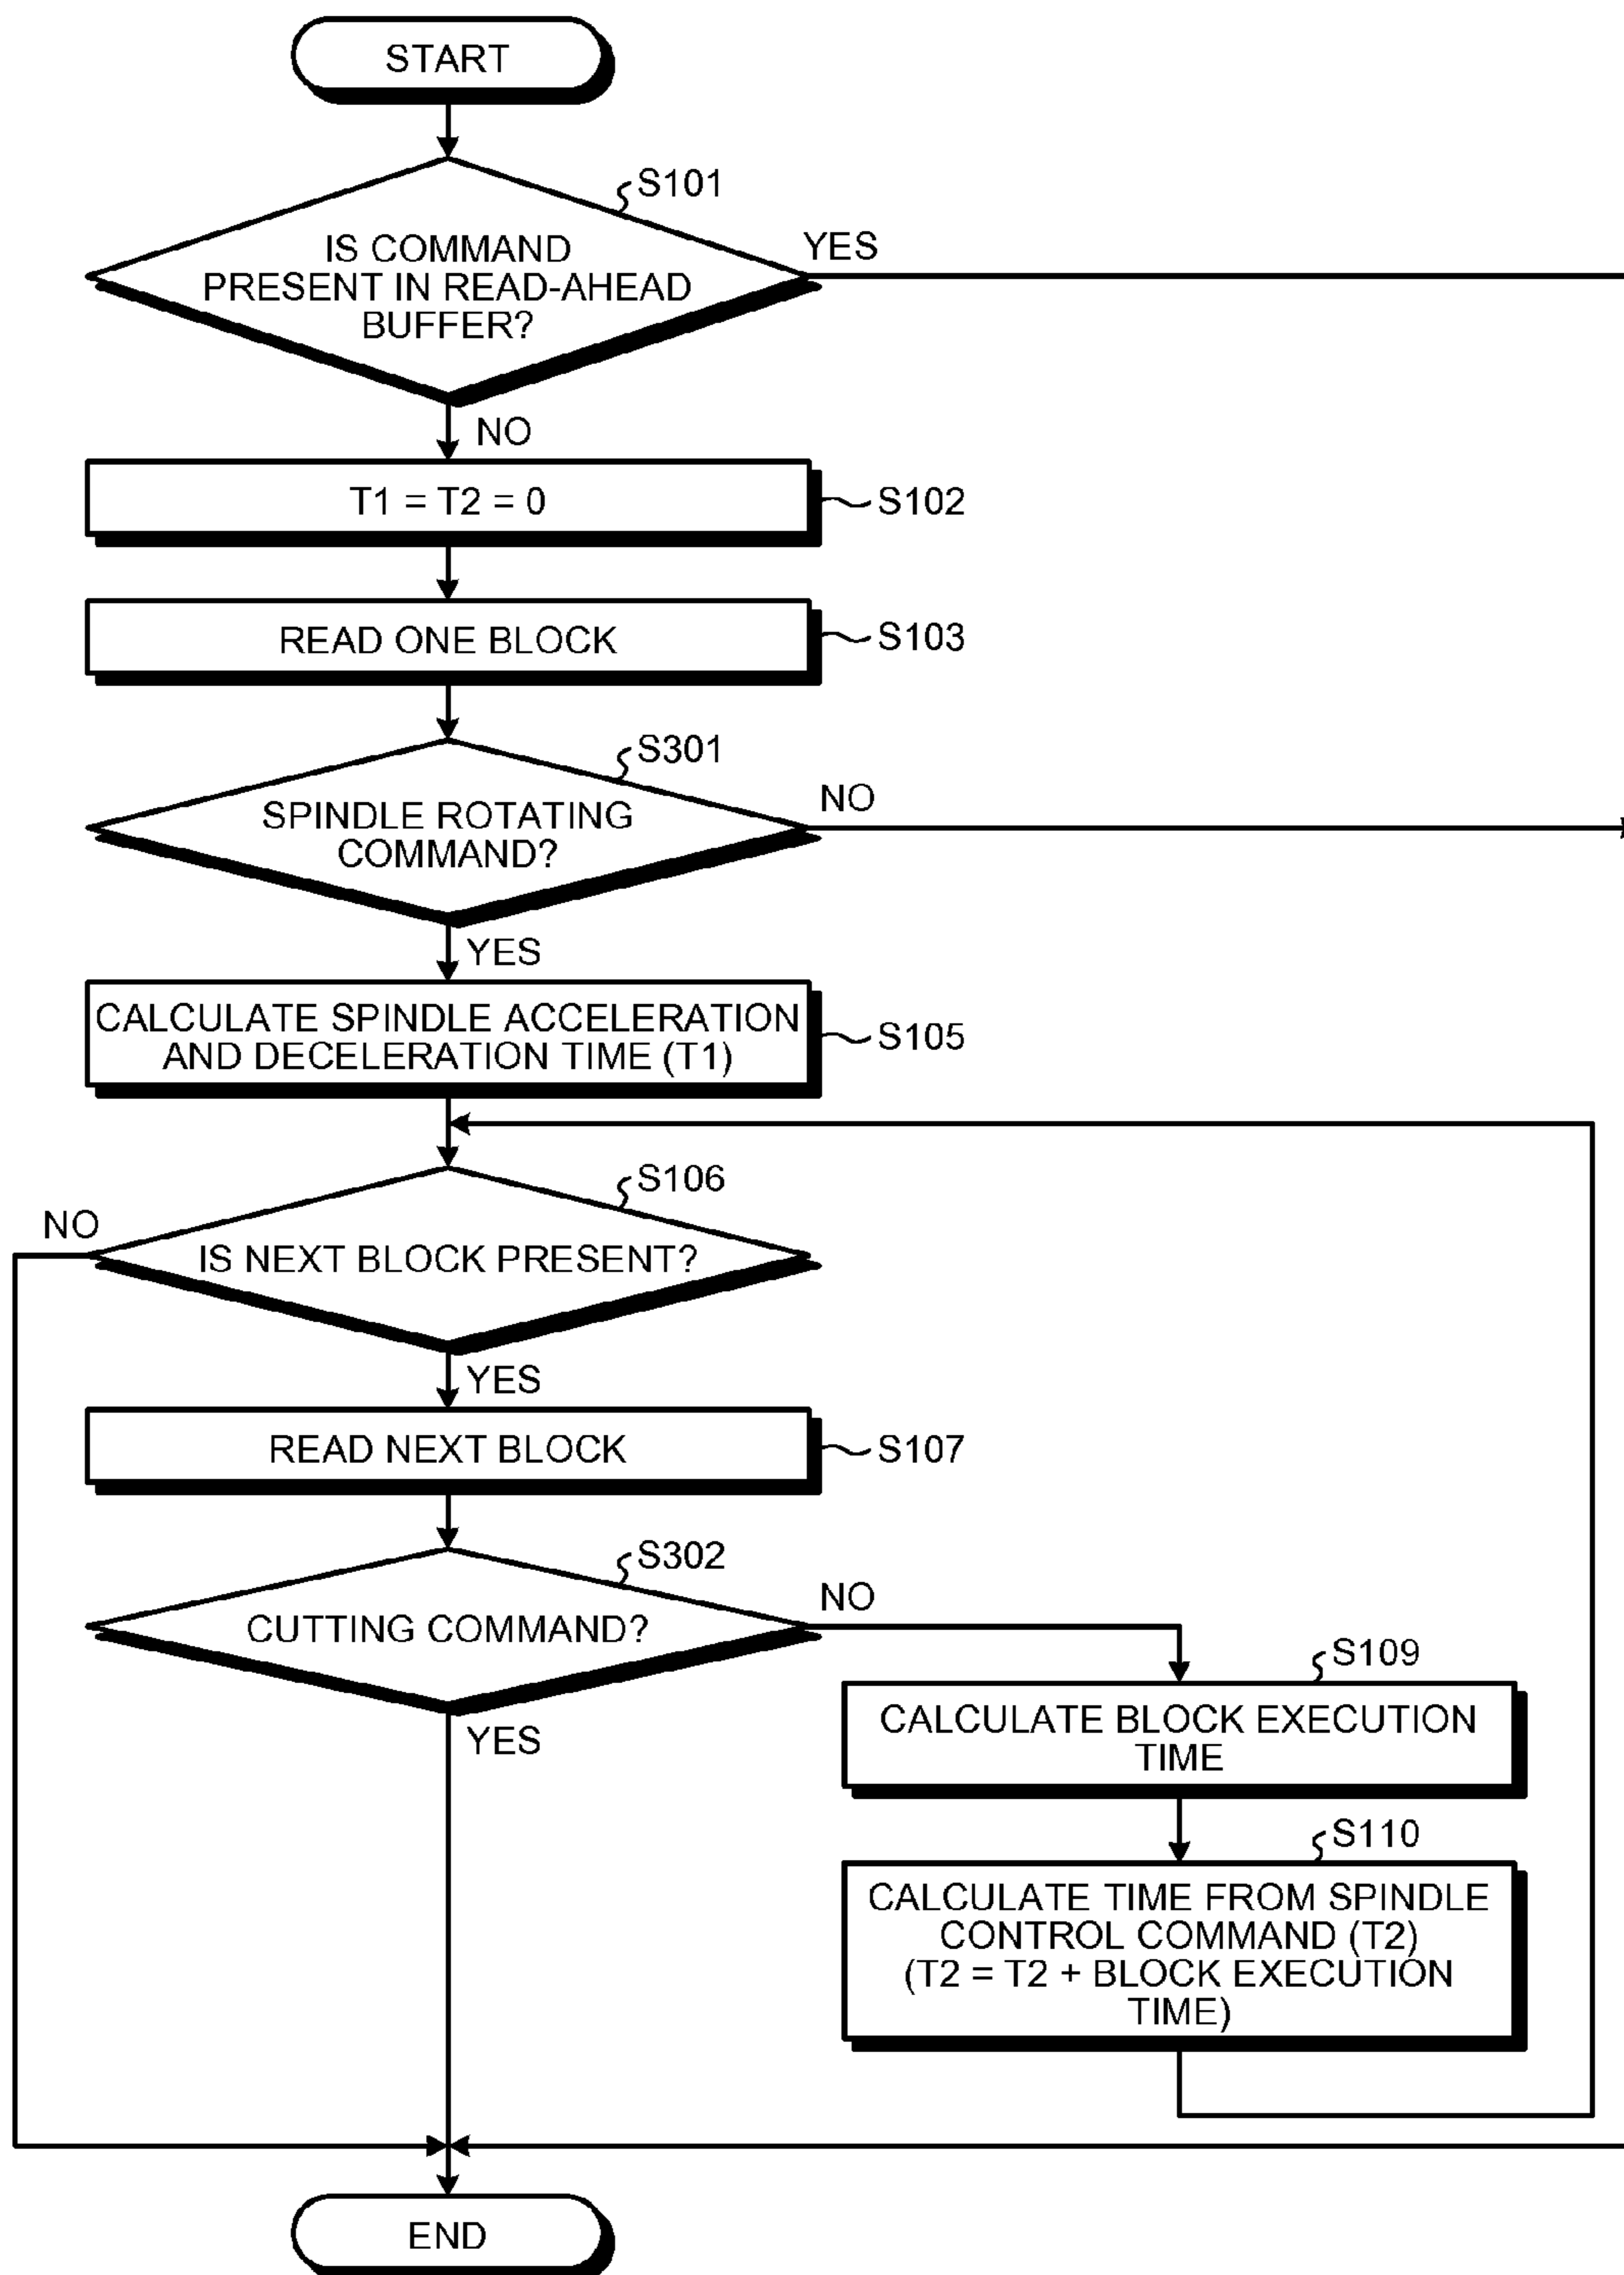 START
S101
IS COMMAND
PRESENT IN READ-AHEAD
BUFFER?
YES
NO
T1 = T2 = 0
S102
READ ONE BLOCK
S103
S301
SPINDLE ROTATING
COMMAND?
NO
YES
CALCULATE SPINDLE ACCELERATION
AND DECELERATION TIME (T1)
S105
S106
NO
IS NEXT BLOCK PRESENT?
YES
READ NEXT BLOCK
S107
S302
CUTTING COMMAND?
NO
YES
S109
CALCULATE BLOCK EXECUTION
TIME
S110
CALCULATE TIME FROM SPINDLE
CONTROL COMMAND (T2)
(T2 = T2 + BLOCK EXECUTION
TIME)
END